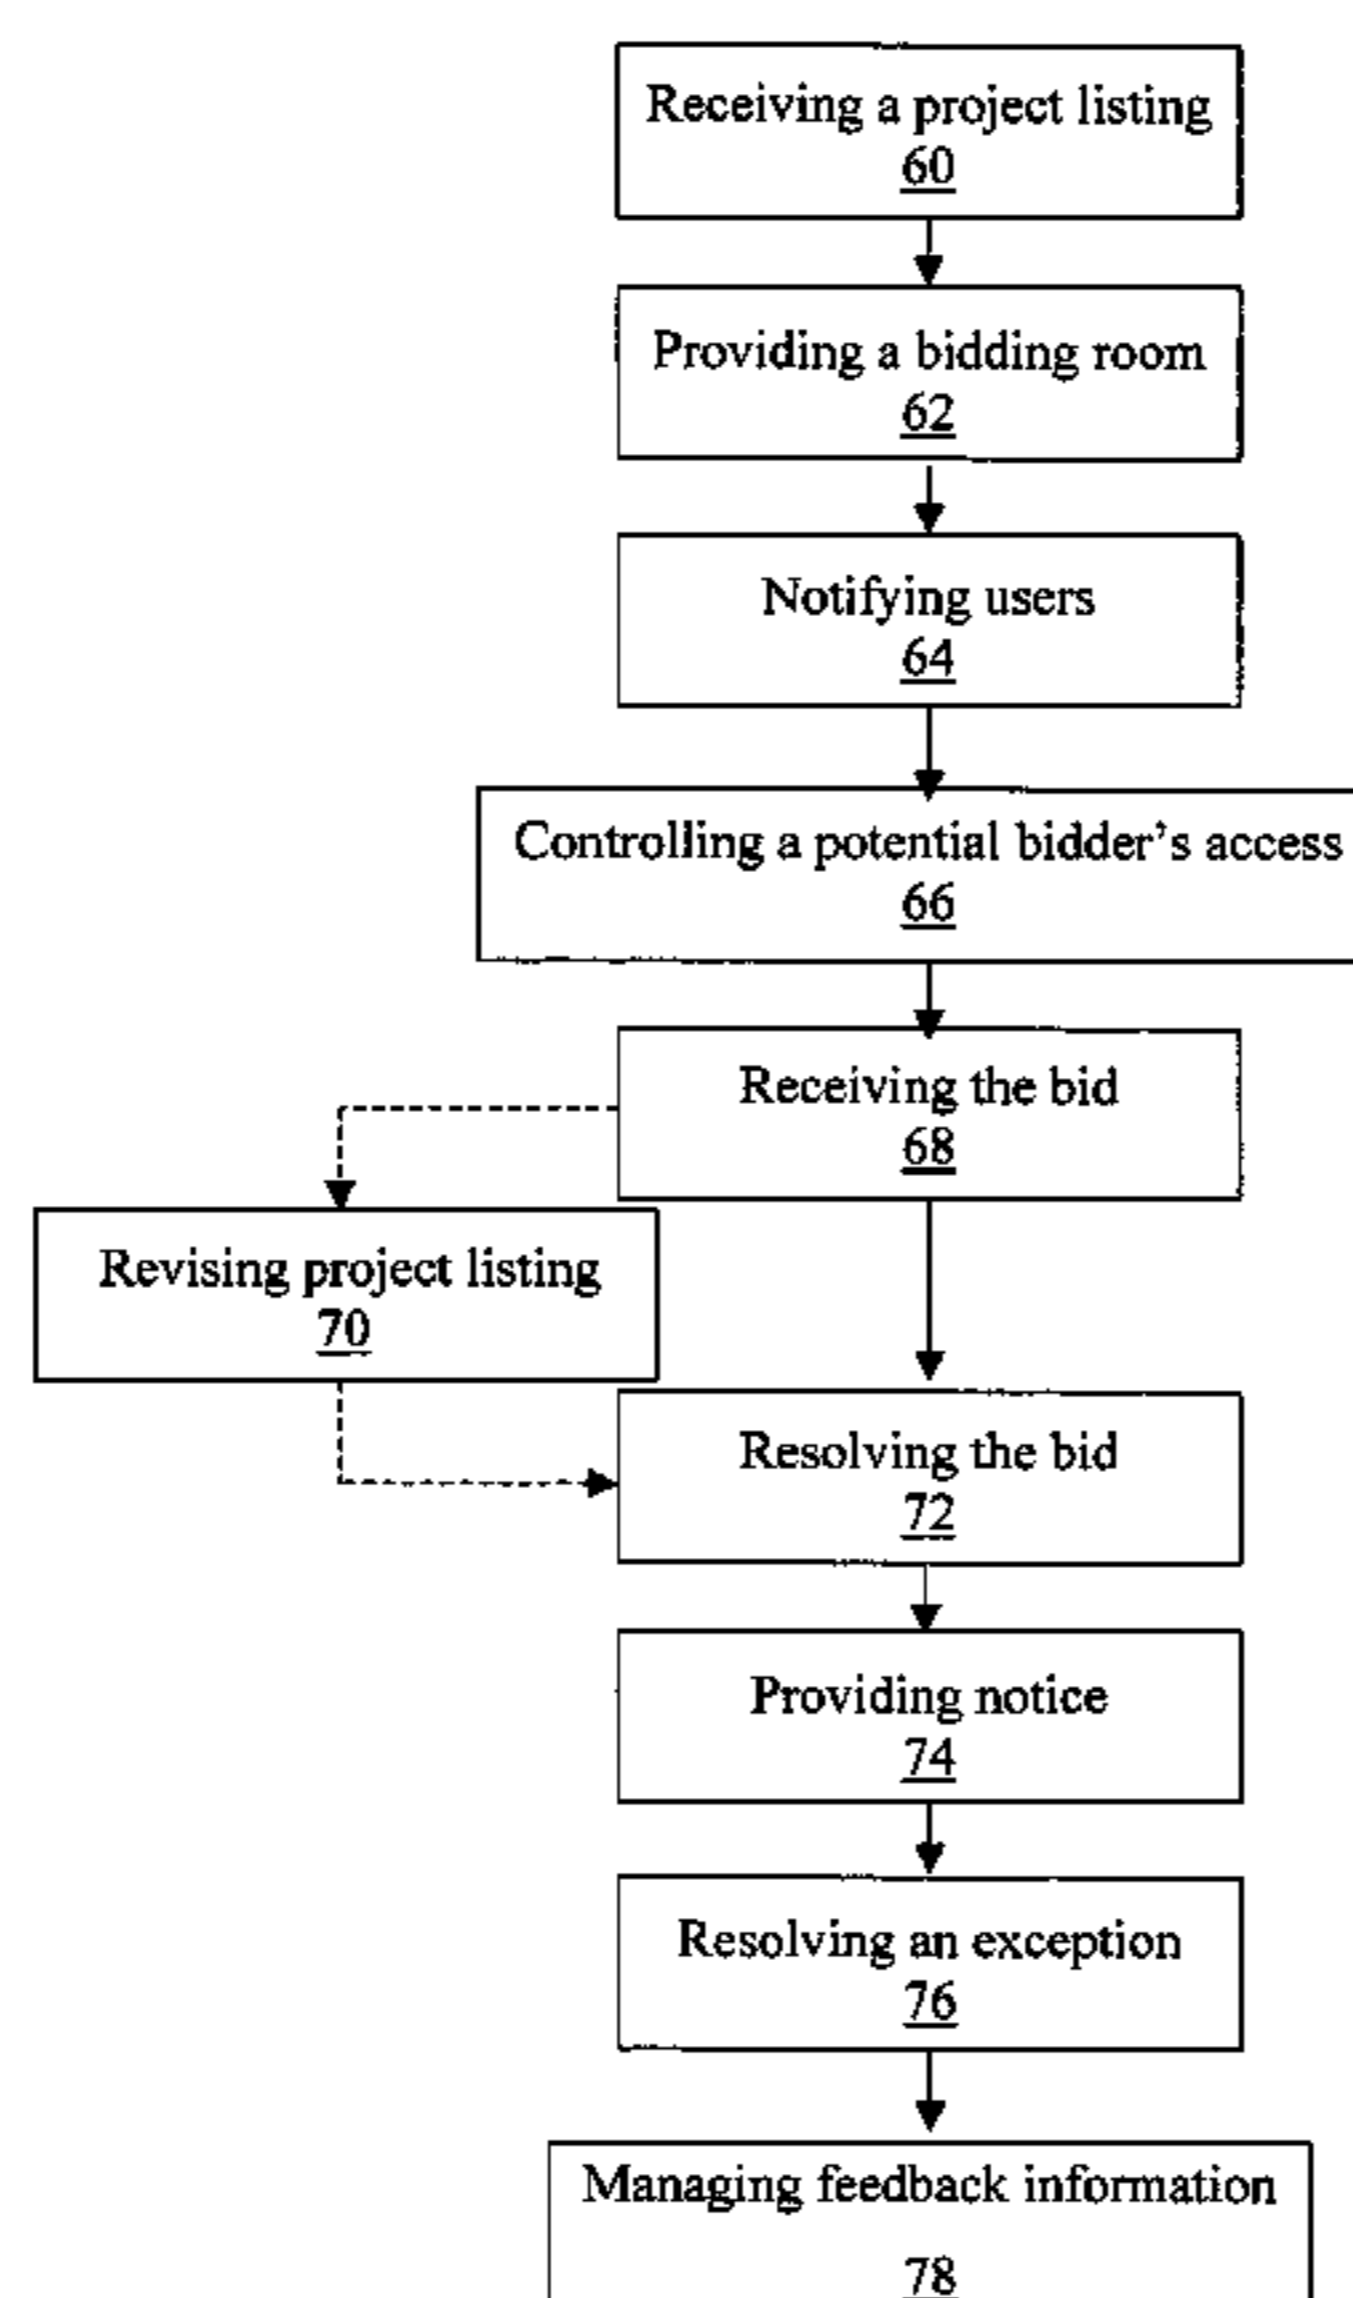 Receiving a project listing
60
Providing a bidding room
62
Notifying users
64
Controlling a potential bidder's access
66
Receiving the bid
68
Revising project listing
70
Resolving the bid
72
Providing notice
74
Resolving an exception
76
Managing feedback information
78